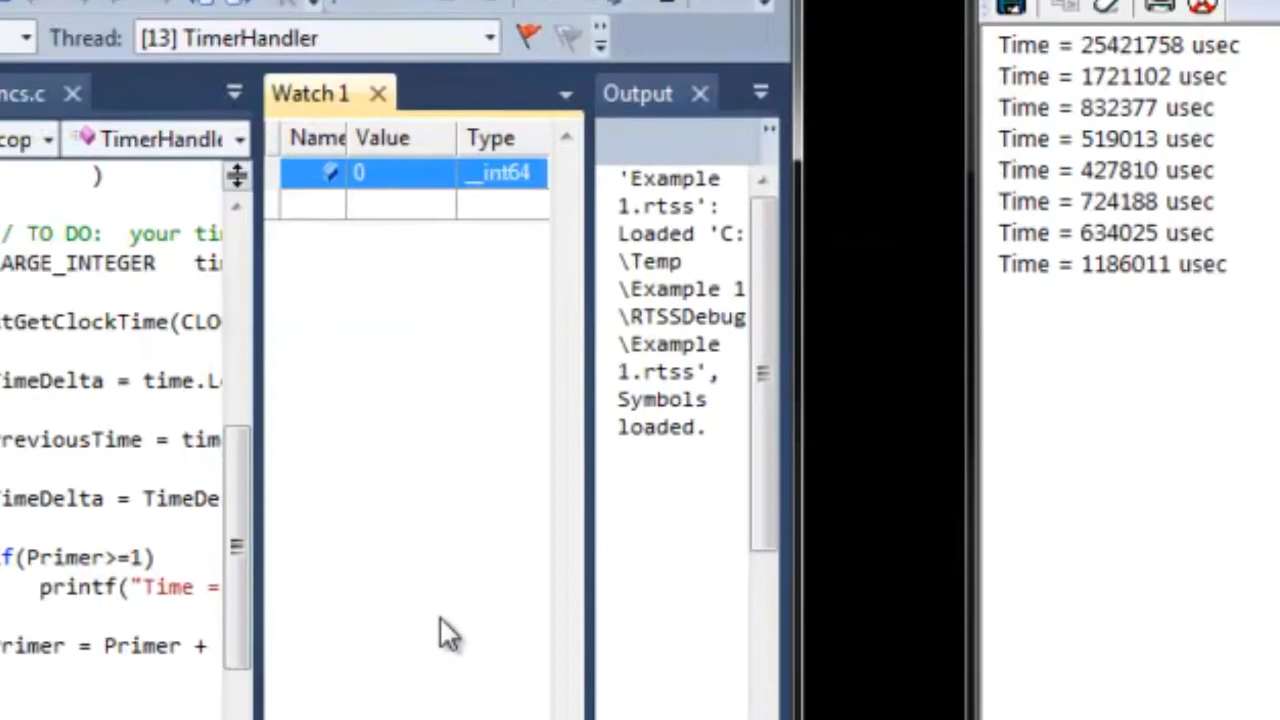 Thread: [13] TimerHandler
ncs.c
Watch 1
Output
cop
TimerHandle
Name Value Type
0 __int64
)
/ TO DO: your ti
ARGE_INTEGER ti
tGetClockTime(CLO
imeDelta = time.L
reviousTime = tim
imeDelta = TimeDe
f(Primer>=1)
printf("Time =
rimer = Primer +
'Example
1.rtss':
Loaded 'C:
\Temp
\Example 1
\RTSSDebug
\Example
1.rtss',
Symbols
loaded.
Time = 25421758 usec
Time = 1721102 usec
Time = 832377 usec
Time = 519013 usec
Time = 427810 usec
Time = 724188 usec
Time = 634025 usec
Time = 1186011 usec